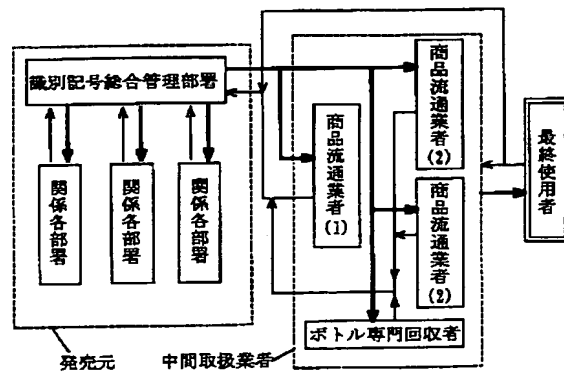 識別記号総合管理部署
関係各部署
関係各部署
関係各部署
発売元
商品流通業者(1)
商品流通業者(2)
商品流通業者(2)
ボトル専門回収者
中間取扱業者
最終使用者